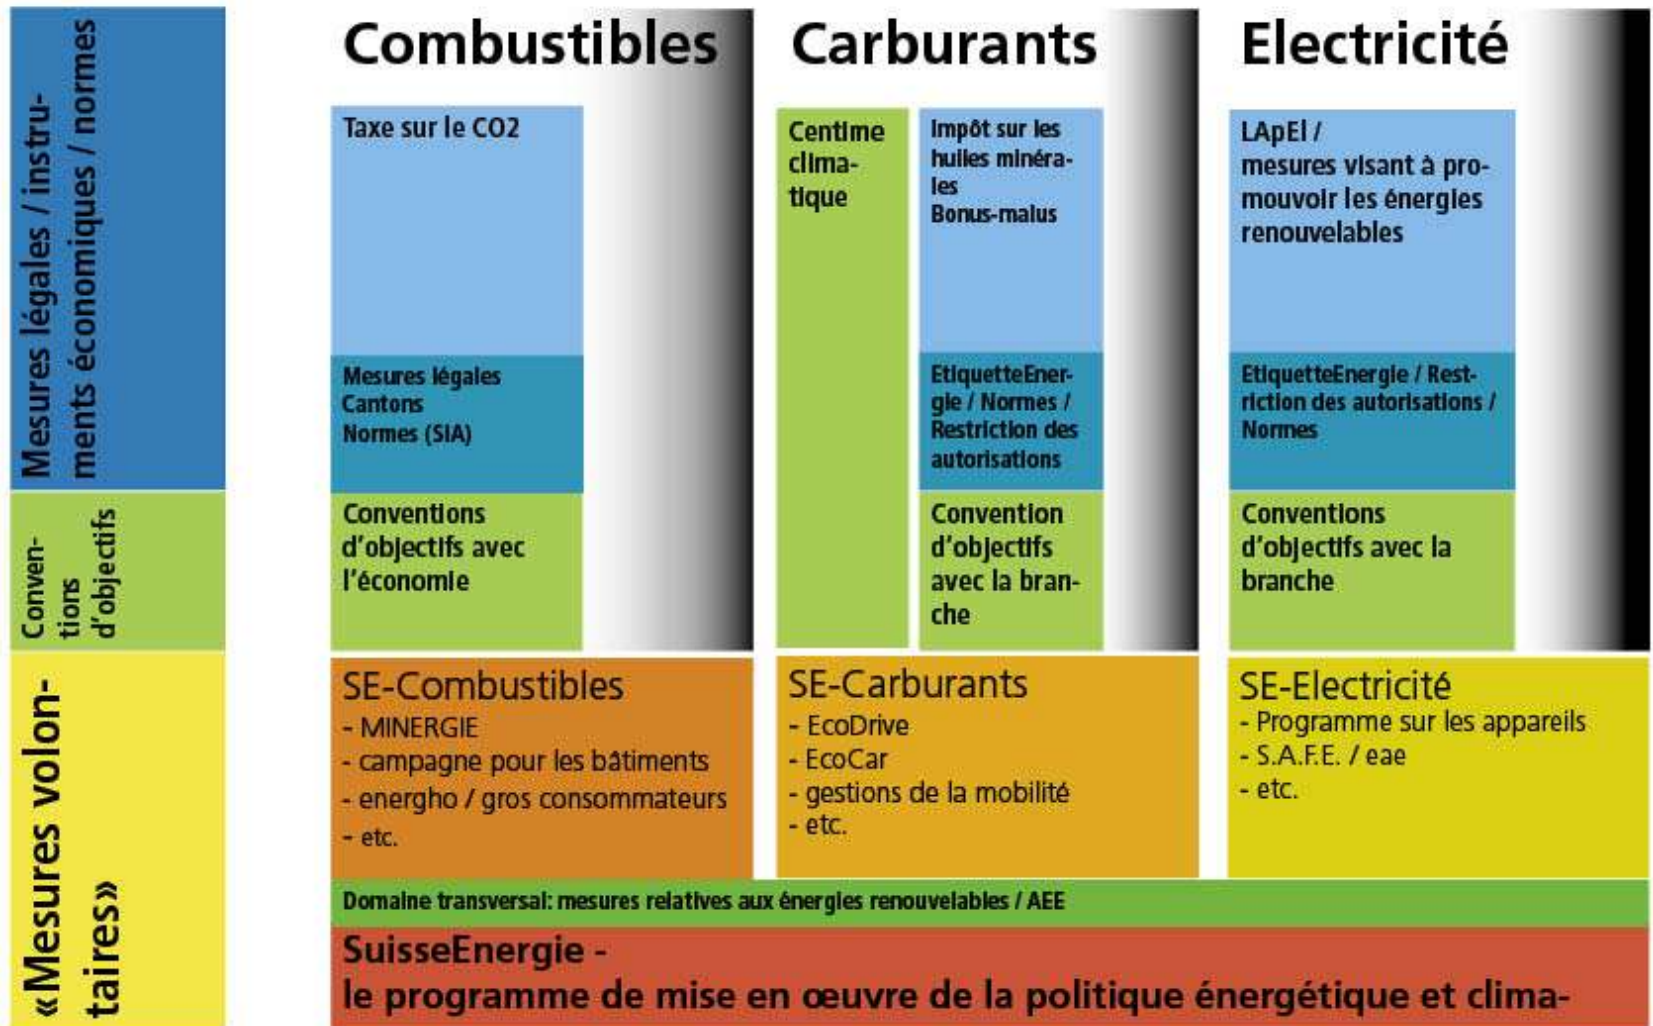 Mesures légales / instru-
ments économiques / normes
Conven-
tions
d'objectifs
«Mesures volon-
taires»
Combustibles
Taxe sur le CO2
Mesures légales
Cantons
Normes (SIA)
Conventions
d'objectifs avec
l'économie
SE-Combustibles
- MINERGIE
- campagne pour les bâtiments
- energho / gros consommateurs
- etc.
Carburants
Centime
clima-
tique
Impôt sur les
huiles minéra-
les
Bonus-malus
EtiquetteEner-
gie / Normes /
Restriction des
autorisations
Convention
d'objectifs
avec la bran-
che
SE-Carburants
- EcoDrive
- EcoCar
- gestions de la mobilité
- etc.
Electricité
LApEl /
mesures visant à pro-
mouvoir les énergies
renouvelables
EtiquetteEnergie / Rest-
riction des autorisations /
Normes
Conventions
d'objectifs avec la
branche
SE-Electricité
- Programme sur les appareils
- S.A.F.E. / eae
- etc.
Domaine transversal: mesures relatives aux énergies renouvelables / AEE
SuisseEnergie -
le programme de mise en œuvre de la politique énergétique et clima-